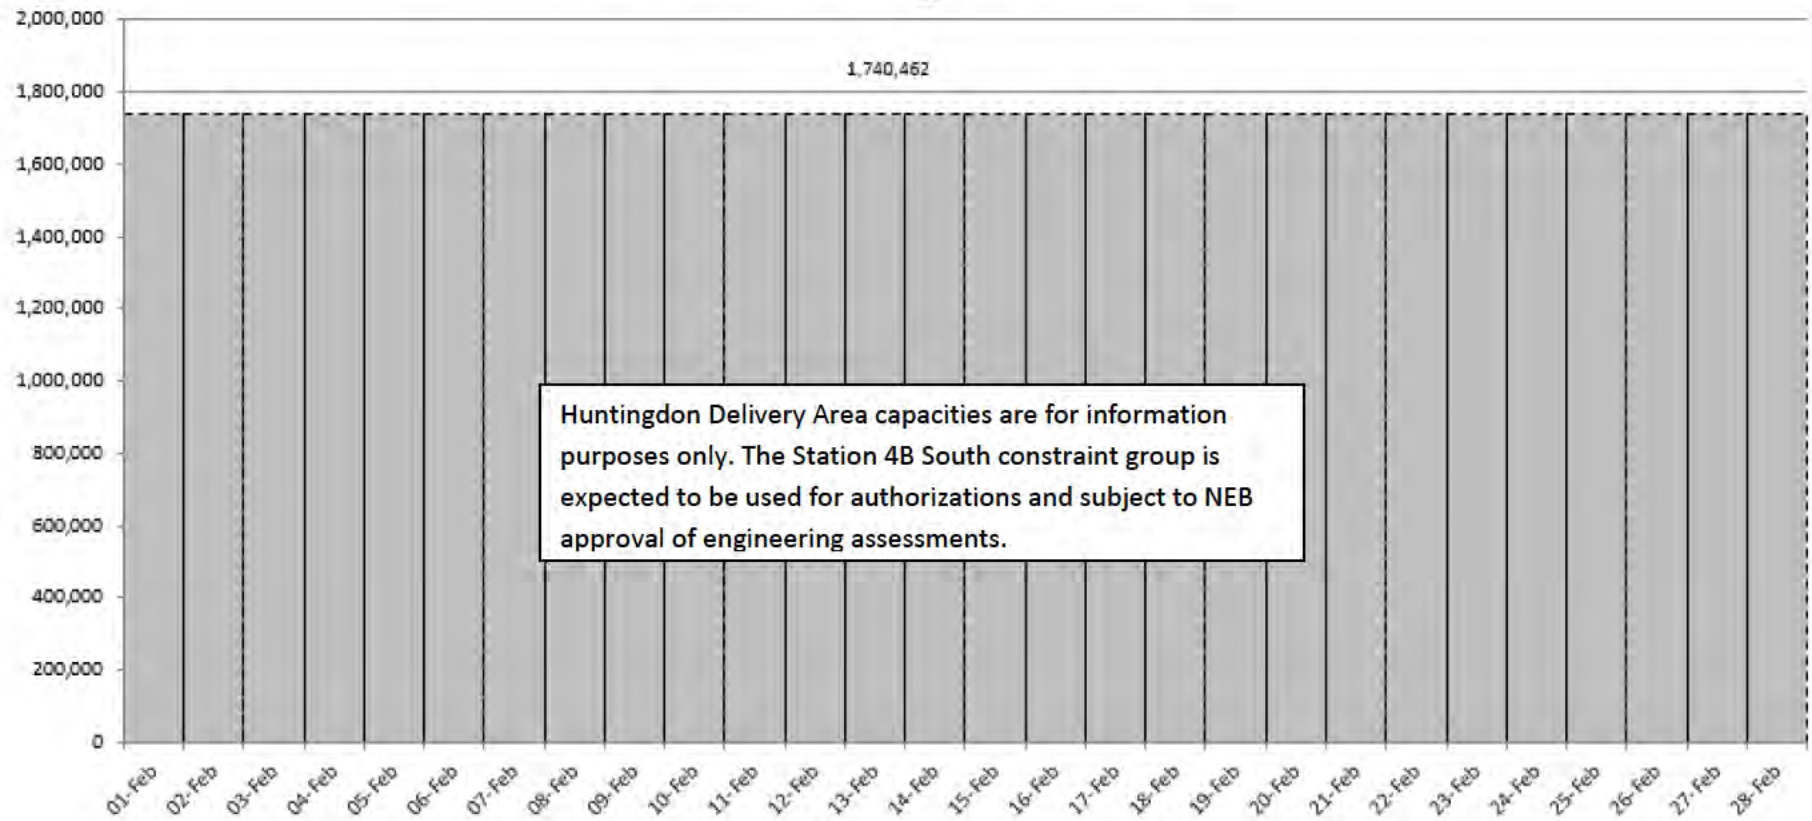 2,000,000
1,740,462
1,800,000
1,600,000
1,400,000
1,200,000
1,000,000
Huntingdon Delivery Area capacities are for information
purposes only. The Station 4B South constraint group is
expected to be used for authorizations and subject to NEB
approval of engineering assessments.
800,000
600,000
400,000
200,000
0
01-Feb 02-Feb 03-Feb 04-Feb 05-Feb 06-Feb 07-Feb 08-Feb 09-Feb 10-Feb 11-Feb 12-Feb 13-Feb 14-Feb 15-Feb 16-Feb 17-Feb 18-Feb 19-Feb 20-Feb 21-Feb 22-Feb 23-Feb 24-Feb 25-Feb 26-Feb 27-Feb 28-Feb